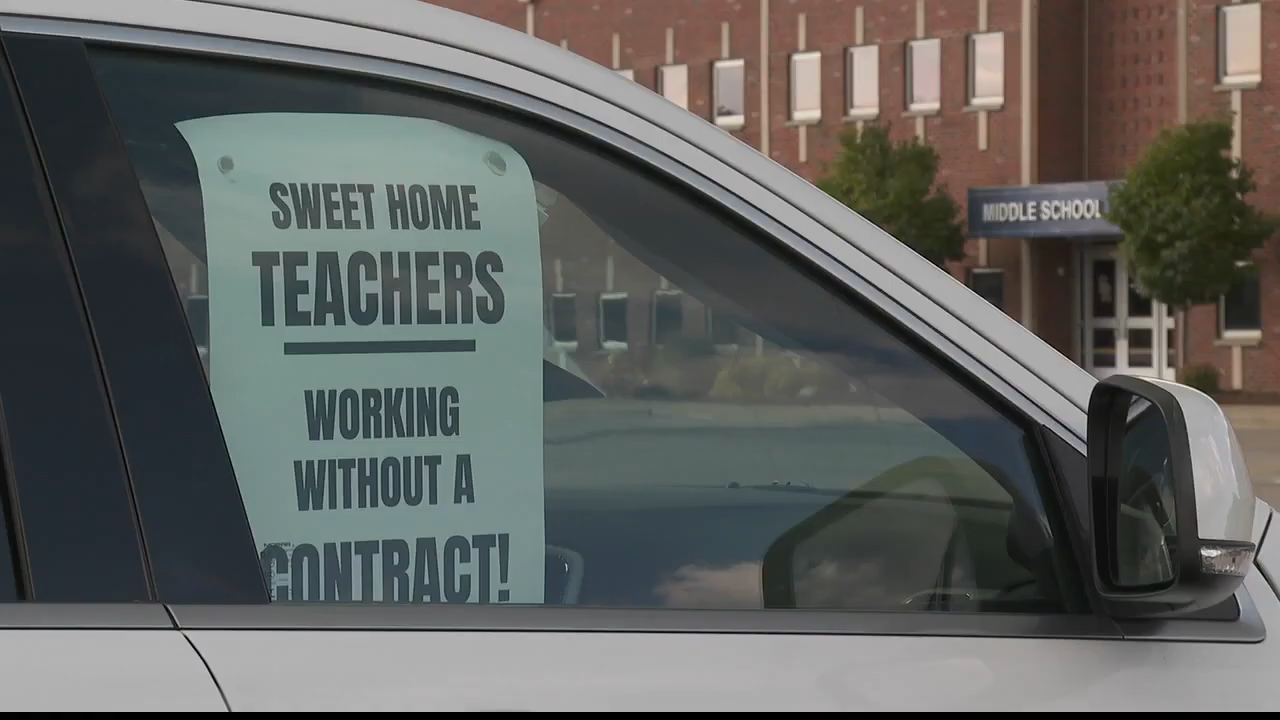 SWEET HOME
TEACHERS
WORKING
WITHOUT A
CONTRACT!
MIDDLE SCHOOL